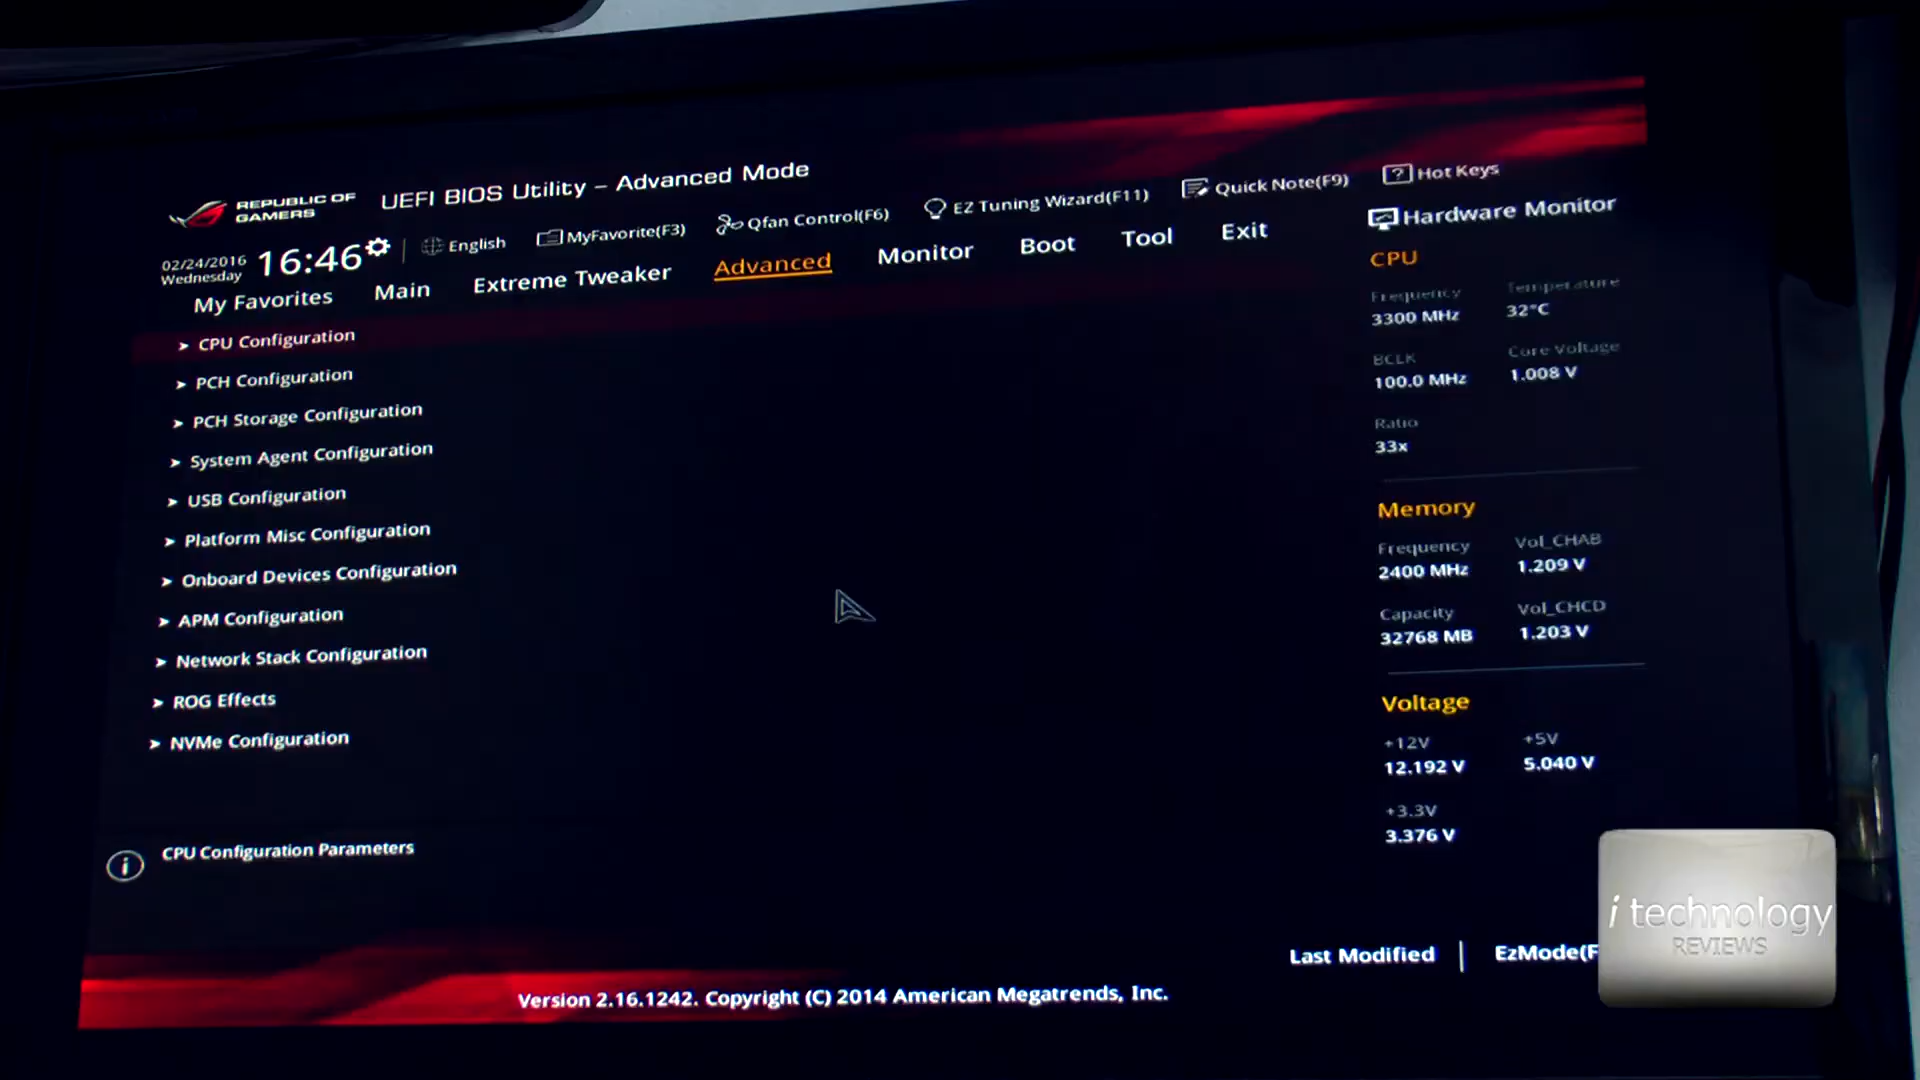 REPUBLIC OF
GAMERS
UEFI BIOS Utility – Advanced Mode
02/24/2016
Wednesday
16:46
English
MyFavorite(F3)
Qfan Control(F6)
EZ Tuning Wizard(F11)
Quick Note(F9)
Hot Keys
My Favorites
Main
Extreme Tweaker
Advanced
Monitor
Boot
Tool
Exit
CPU Configuration
PCH Configuration
PCH Storage Configuration
System Agent Configuration
USB Configuration
Platform Misc Configuration
Onboard Devices Configuration
APM Configuration
Network Stack Configuration
ROG Effects
NVMe Configuration
CPU Configuration Parameters
Hardware Monitor
CPU
Frequency Temperature
3300 MHz 32°C
BCLK Core Voltage
100.0 MHz 1.008 V
Ratio
33x
Memory
Frequency Vol_CHAB
2400 MHz 1.209 V
Capacity Vol_CHCD
32768 MB 1.203 V
Voltage
+12V +5V
12.192 V 5.040 V
+3.3V
3.376 V
Last Modified
EzMode(F
Version 2.16.1242. Copyright (C) 2014 American Megatrends, Inc.
i technology
REVIEWS